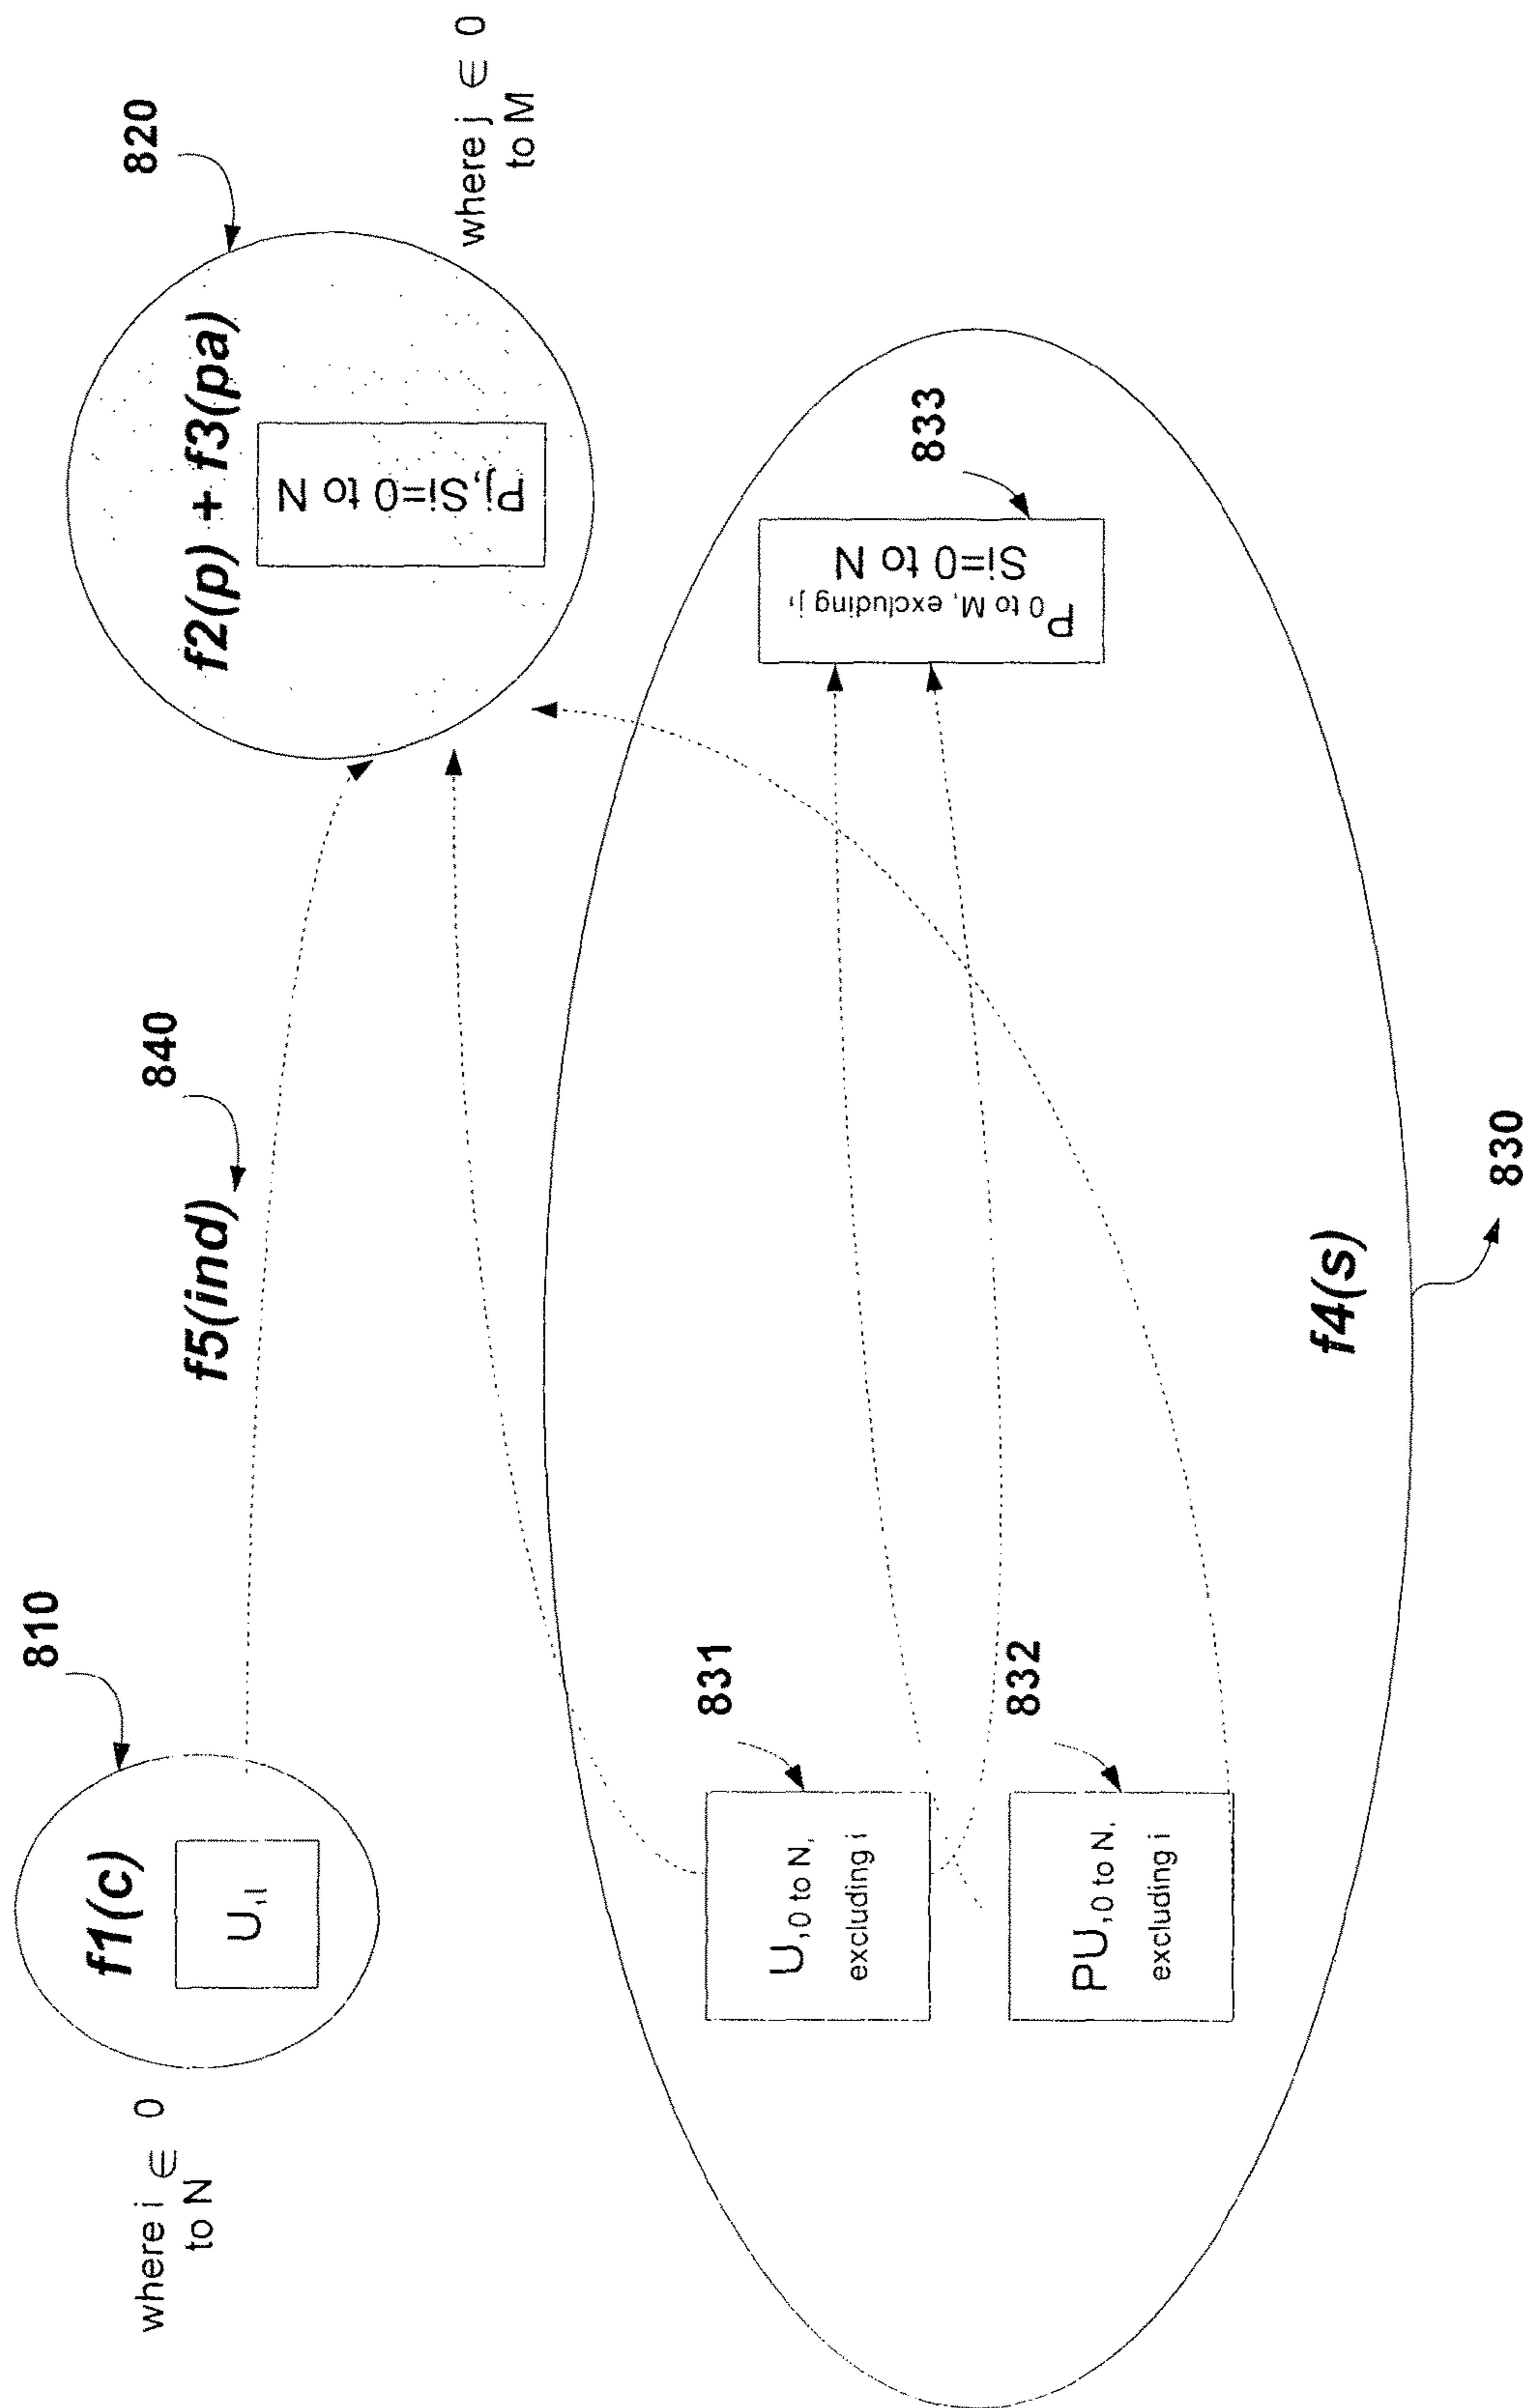 810
f1(c)
U,i
where i ∈ 0
to N
f5(ind)
840
820
f2(p) + f3(pa)
Pj,Si=0 to N
where j ∈ 0
to M
831
U,0 to N,
excluding i
832
PU,0 to N,
excluding i
833
P0 to M, excluding j,
Si=0 to N
f4(s)
830